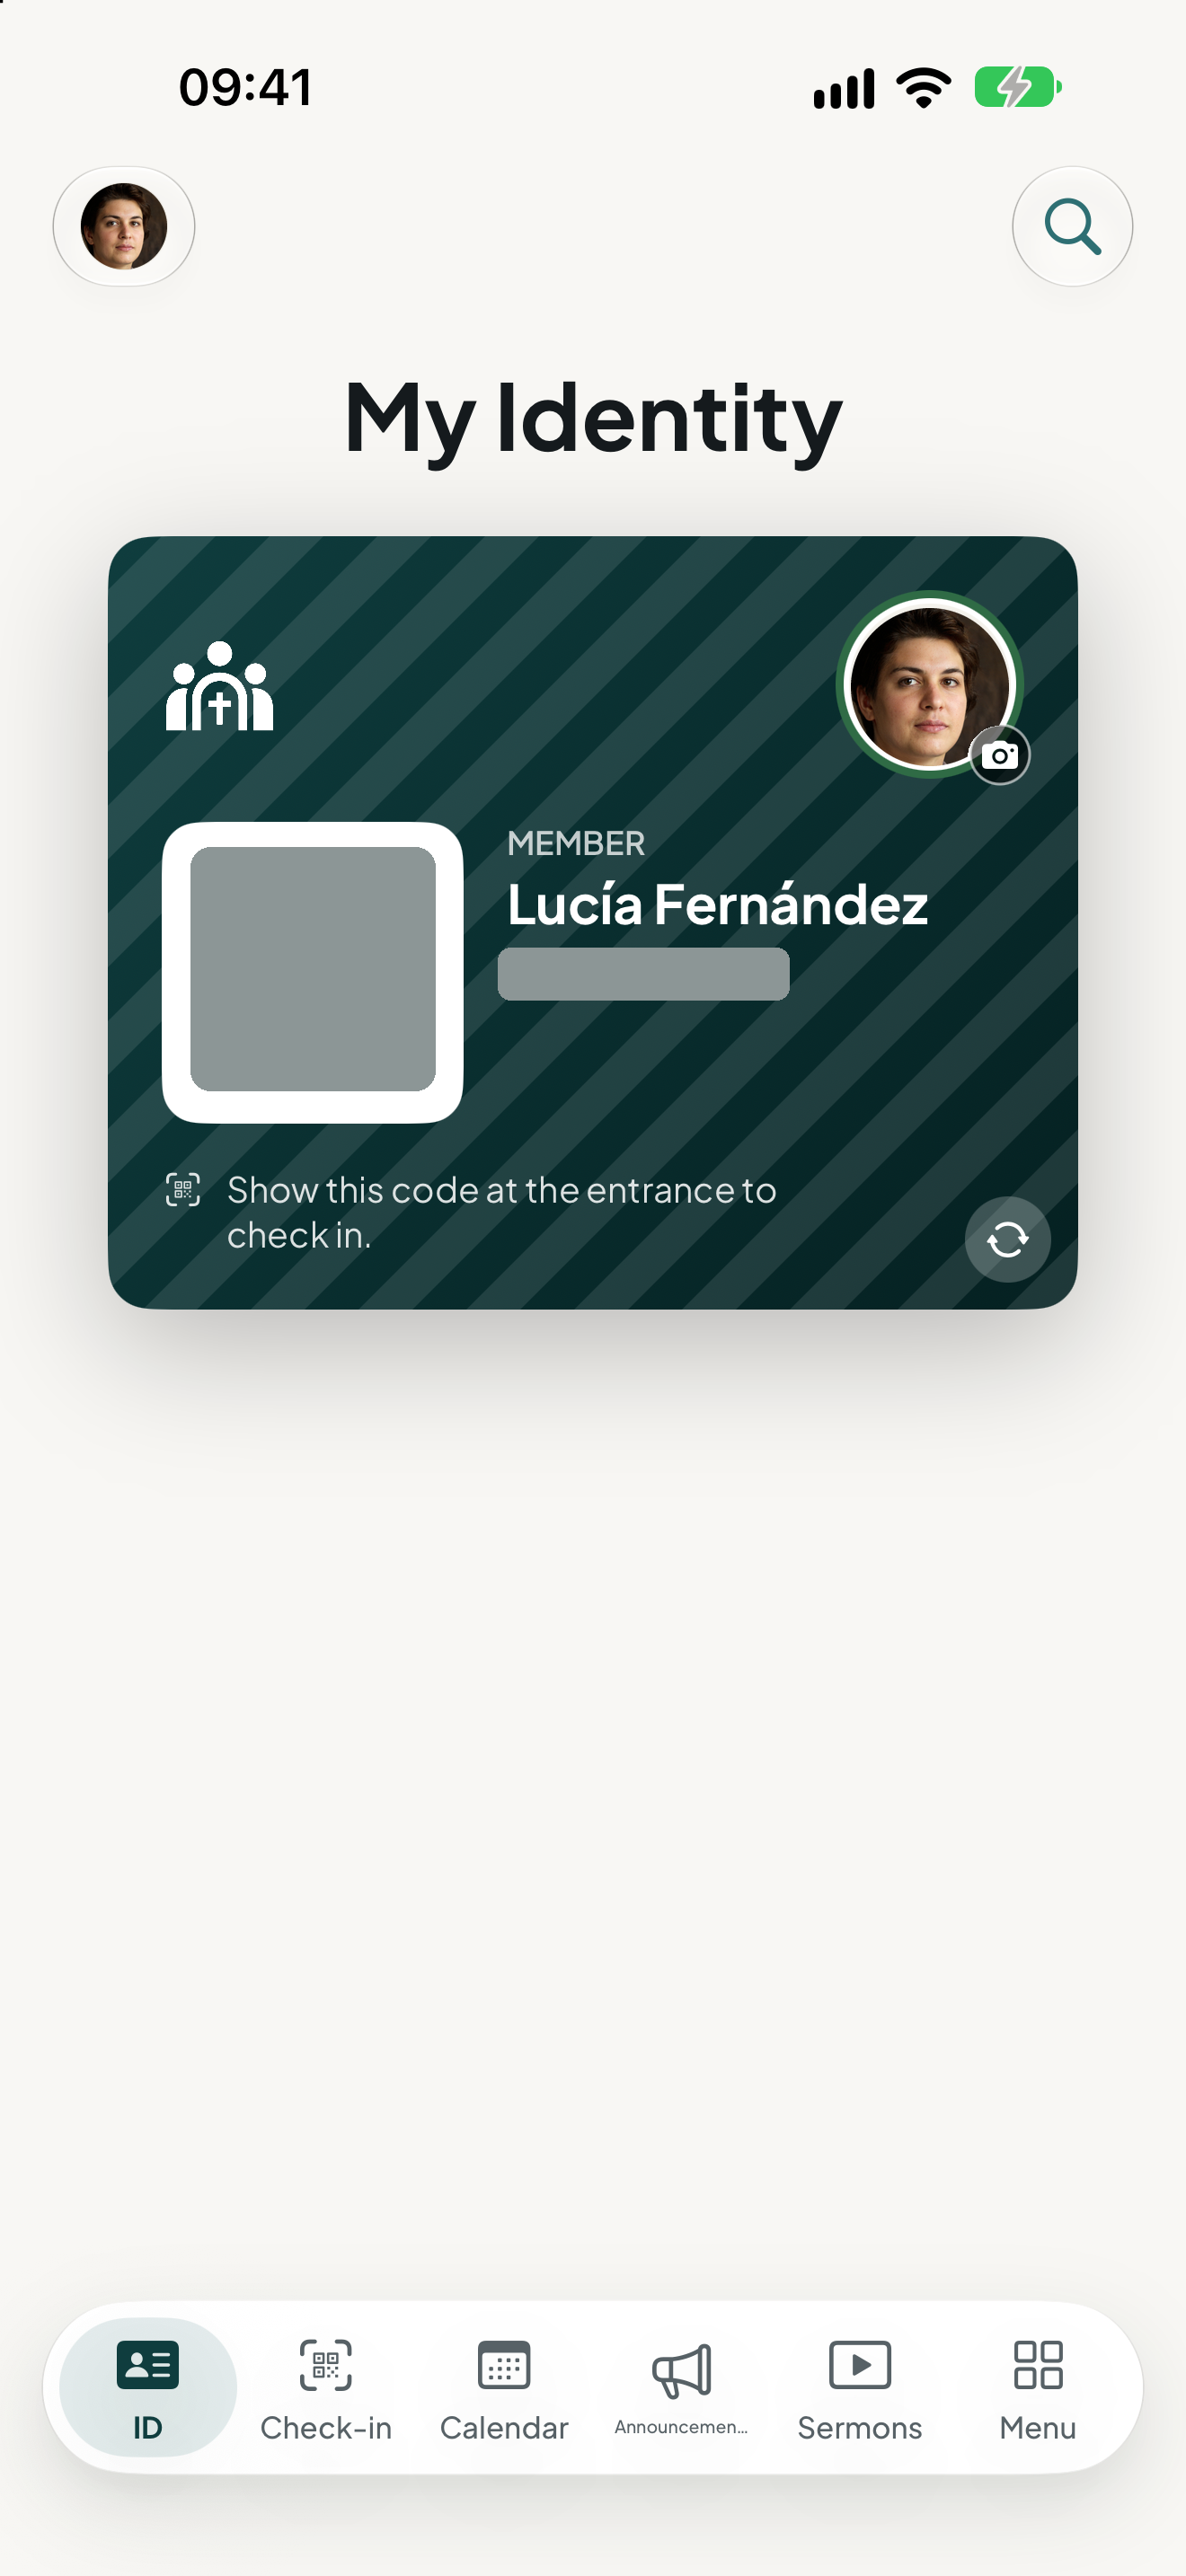 09:41
My Identity
MEMBER
Lucía Fernández
Show this code at the entrance to
check in.
ID
Check-in
Calendar
Announcemen...
Sermons
Menu